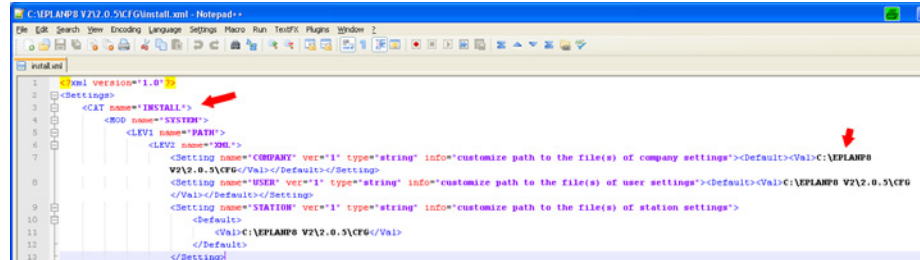 C:\EPLANP8 V2\2.0.5\CFG\install.xml - Notepad++
File Edit Search View Encoding Language Settings Macro Run TextFX Plugins Window ?
install.xml
1 <?xml version="1.0"?>
2 <Settings>
3 <CAT name="INSTALL">
4 <MOD name="SYSTEM">
5 <LEV1 name="PATH">
6 <LEV2 name="XML">
7 <Setting name="COMPANY" ver="1" type="string" info="customize path to the file(s) of company settings"><Default><Val>C:\EPLANP8
V2\2.0.5\CFG</Val></Default></Setting>
8 <Setting name="USER" ver="1" type="string" info="customize path to the file(s) of user settings"><Default><Val>C:\EPLANP8 V2\2.0.5\CFG
</Val></Default></Setting>
9 <Setting name="STATION" ver="1" type="string" info="customize path to the file(s) of station settings">
10 <Default>
11 <Val>C:\EPLANP8 V2\2.0.5\CFG</Val>
12 </Default>
13 </Setting>